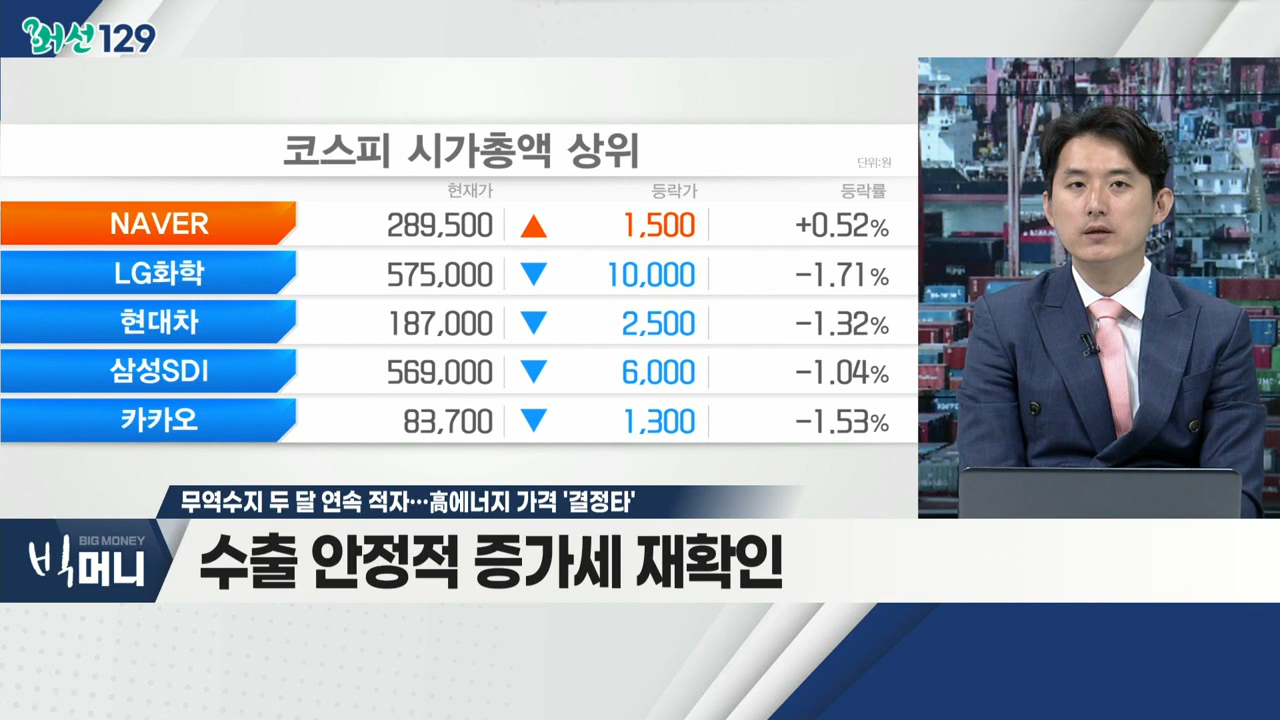 머선129
코스피 시가총액 상위
단위:원
현재가 등락가 등락률
NAVER 289,500 ▲ 1,500 +0.52%
LG화학 575,000 ▼ 10,000 -1.71%
현대차 187,000 ▼ 2,500 -1.32%
삼성SDI 569,000 ▼ 6,000 -1.04%
카카오 83,700 ▼ 1,300 -1.53%
무역수지 두 달 연속 적자…高에너지 가격 '결정타'
BIG MONEY
빅머니
수출 안정적 증가세 재확인